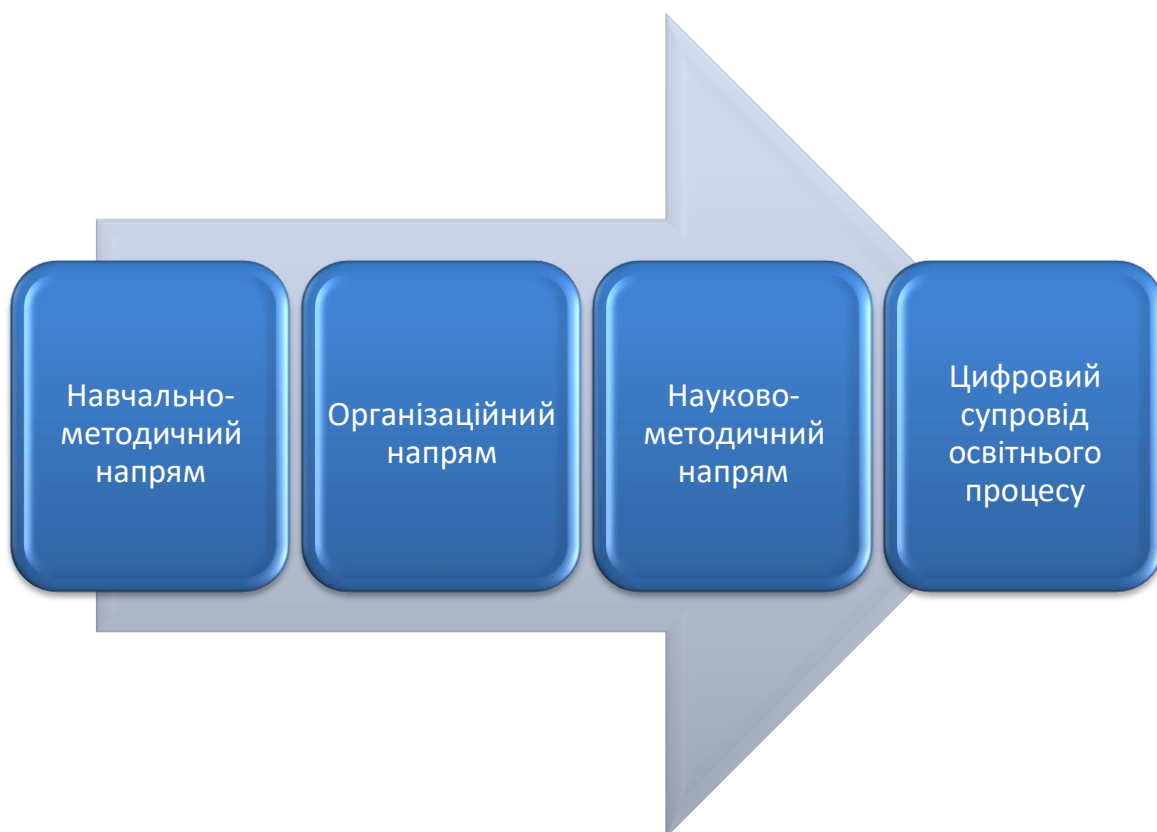 Навчально-
методичний
напрям
Організаційний
напрям
Науково-
методичний
напрям
Цифровий
супровід
освітнього
процесу